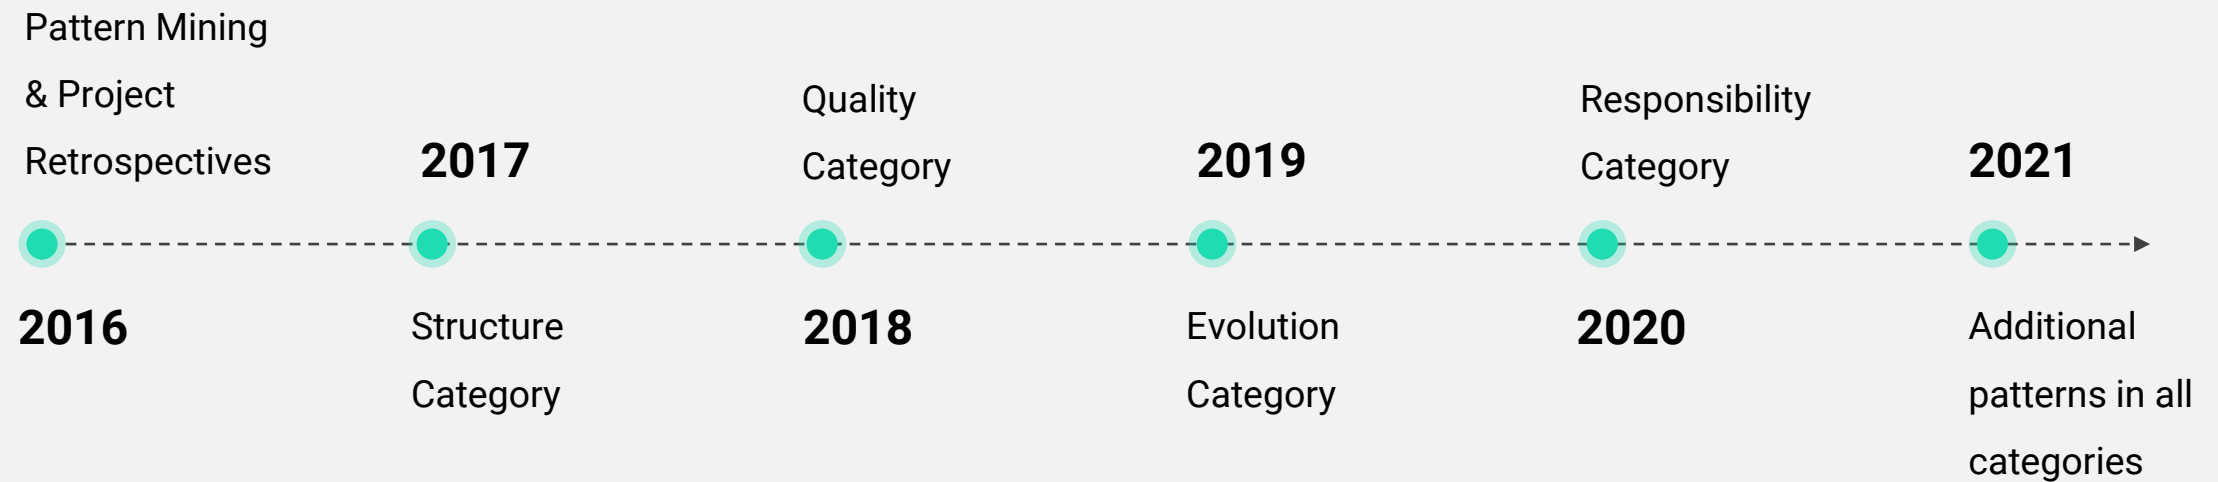 Pattern Mining
& Project
Retrospectives
2016
2017
Structure
Category
Quality
Category
2018
2019
Evolution
Category
Responsibility
Category
2020
2021
Additional
patterns in all
categories